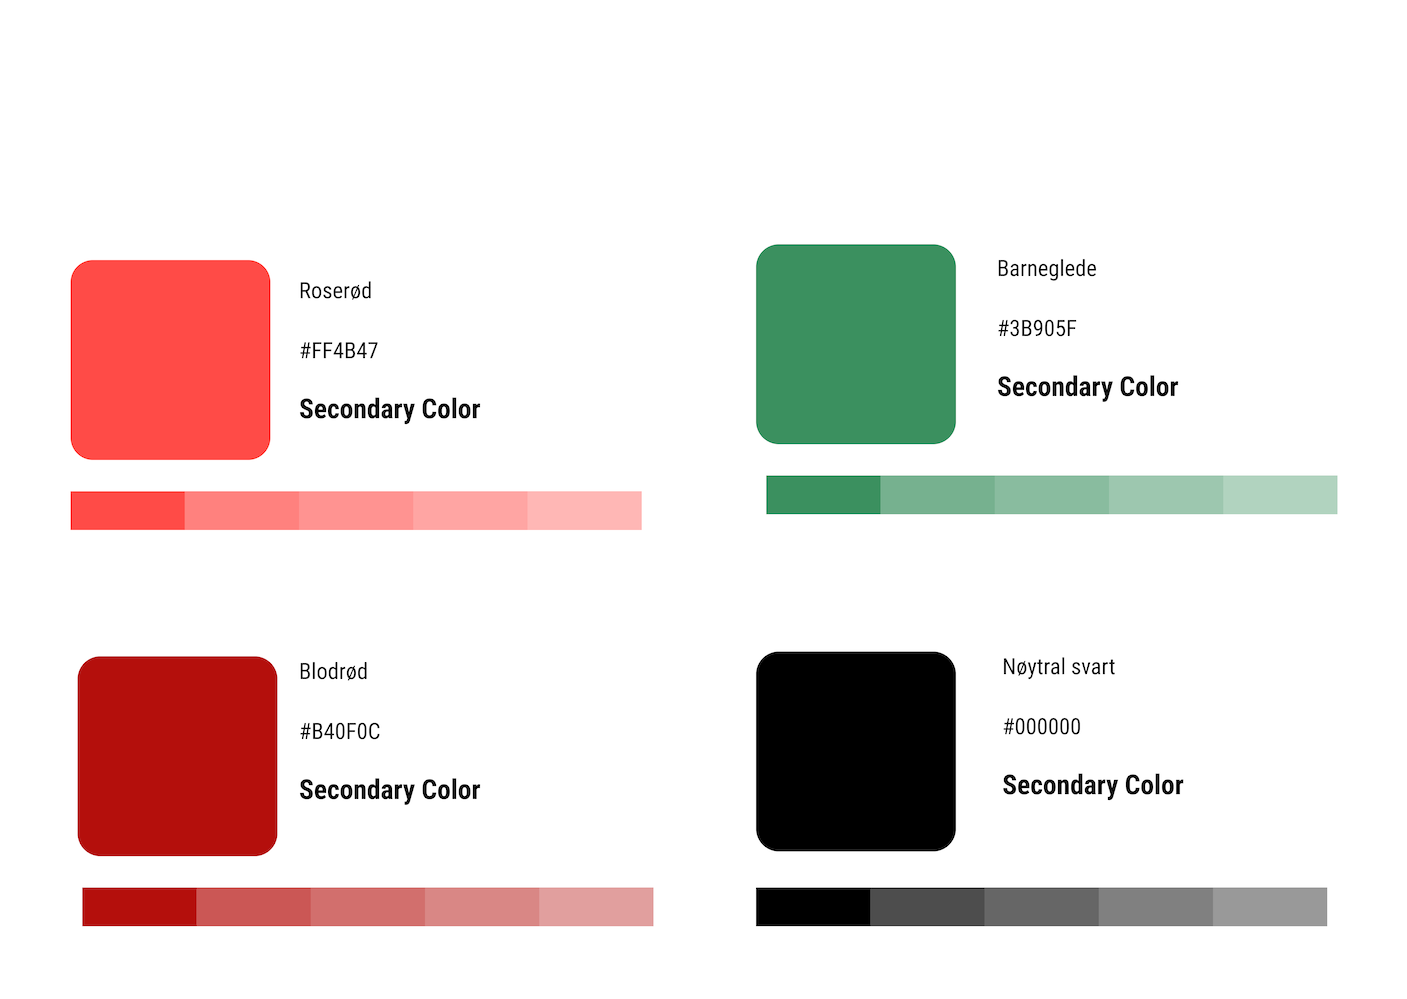 Roserød
#FF4B47
Secondary Color
Barneglede
#3B905F
Secondary Color
Blodrød
#B40F0C
Secondary Color
Nøytral svart
#000000
Secondary Color